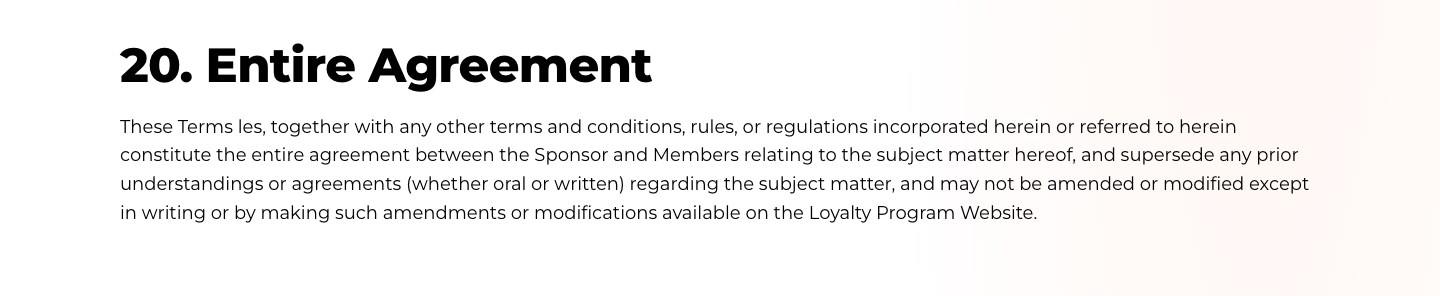 20. Entire Agreement
These Terms les, together with any other terms and conditions, rules, or regulations incorporated herein or referred to herein
constitute the entire agreement between the Sponsor and Members relating to the subject matter hereof, and supersede any prior
understandings or agreements (whether oral or written) regarding the subject matter, and may not be amended or modified except
in writing or by making such amendments or modifications available on the Loyalty Program Website.